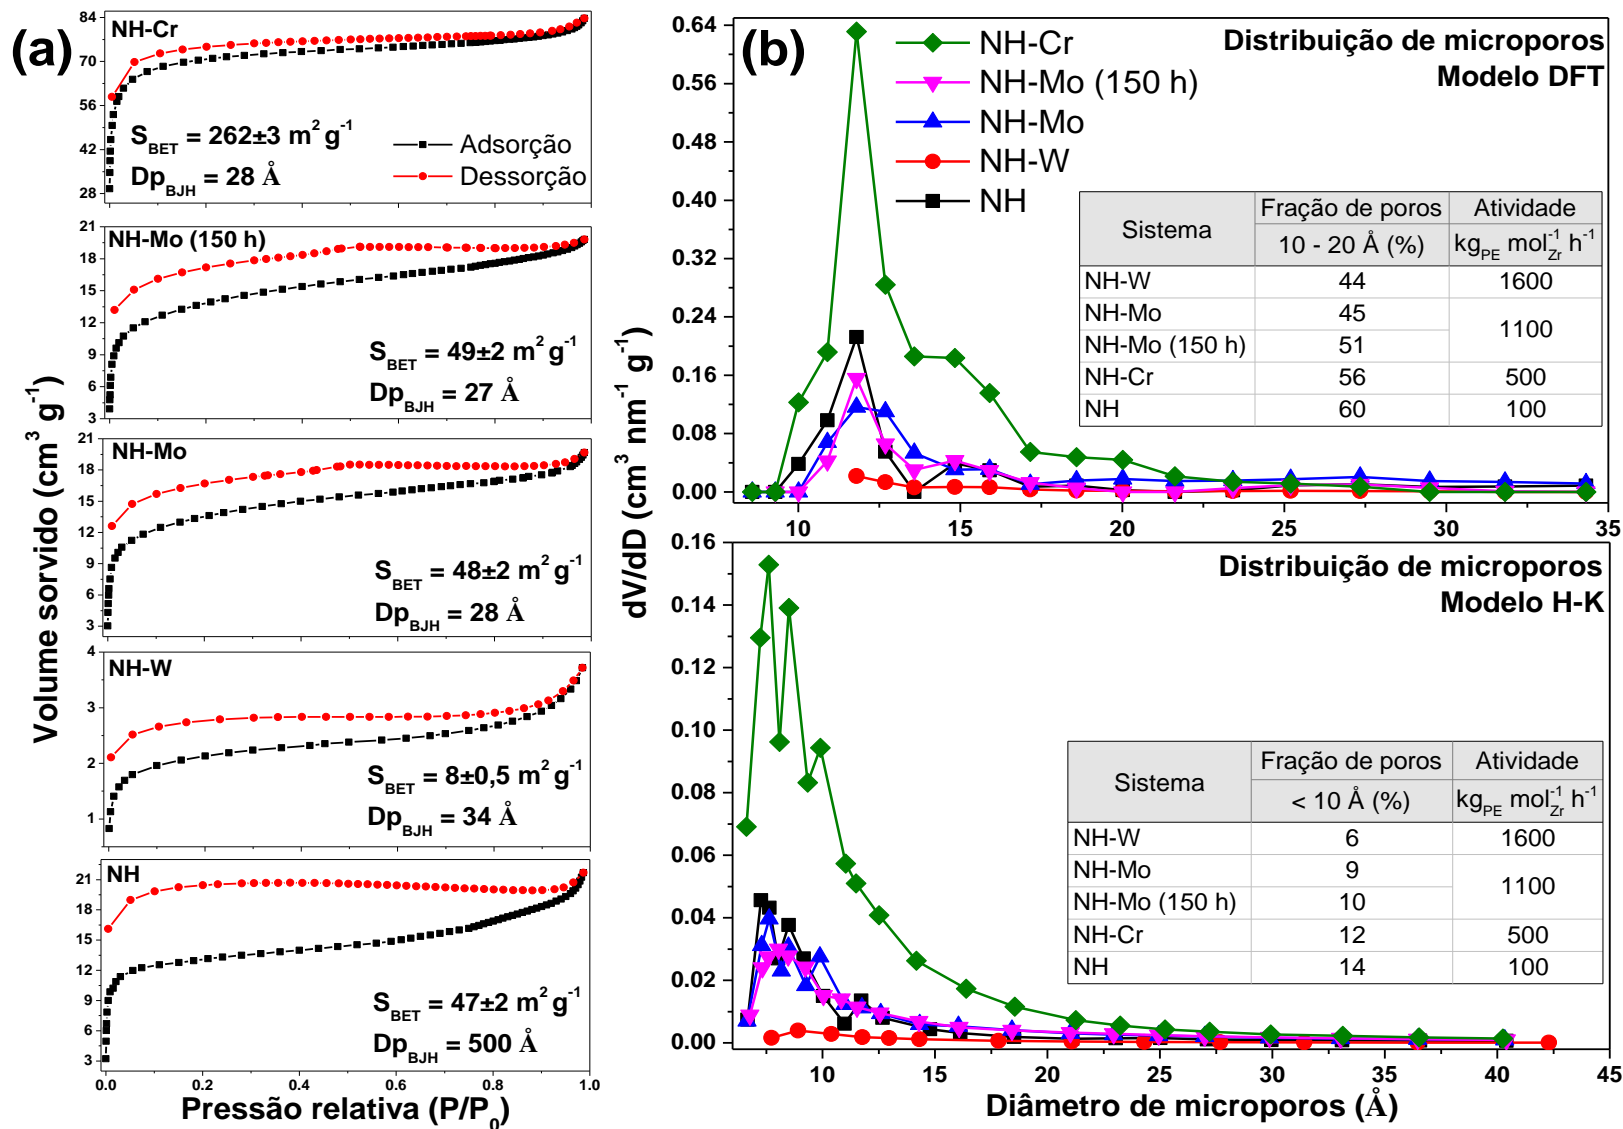 (a)
NH-Cr
84
70
56
42
28
S_BET = 262±3 m² g⁻¹
Dp_BJH = 28 Å
Adsorção
Dessorção
NH-Mo (150 h)
21
18
15
12
9
6
3
S_BET = 49±2 m² g⁻¹
Dp_BJH = 27 Å
NH-Mo
21
18
15
12
9
6
3
S_BET = 48±2 m² g⁻¹
Dp_BJH = 28 Å
NH-W
4
3
2
1
S_BET = 8±0,5 m² g⁻¹
Dp_BJH = 34 Å
NH
21
18
15
12
9
6
3
S_BET = 47±2 m² g⁻¹
Dp_BJH = 500 Å
0.0 0.2 0.4 0.6 0.8 1.0
Pressão relativa (P/P₀)
Volume sorvido (cm³ g⁻¹)
(b)
NH-Cr
NH-Mo (150 h)
NH-Mo
NH-W
NH
Distribuição de microporos
Modelo DFT
0.64
0.56
0.48
0.40
0.32
0.24
0.16
0.08
0.00
Sistema Fração de poros Atividade
10 - 20 Å (%) kg_PE mol_Zr⁻¹ h⁻¹
NH-W 44 1600
NH-Mo 45
1100
NH-Mo (150 h) 51
NH-Cr 56 500
NH 60 100
10 15 20 25 30 35
dV/dD (cm³ nm⁻¹ g⁻¹)
Distribuição de microporos
Modelo H-K
0.16
0.14
0.12
0.10
0.08
0.06
0.04
0.02
0.00
Sistema Fração de poros Atividade
< 10 Å (%) kg_PE mol_Zr⁻¹ h⁻¹
NH-W 6 1600
NH-Mo 9
1100
NH-Mo (150 h) 10
NH-Cr 12 500
NH 14 100
10 15 20 25 30 35 40 45
Diâmetro de microporos (Å)